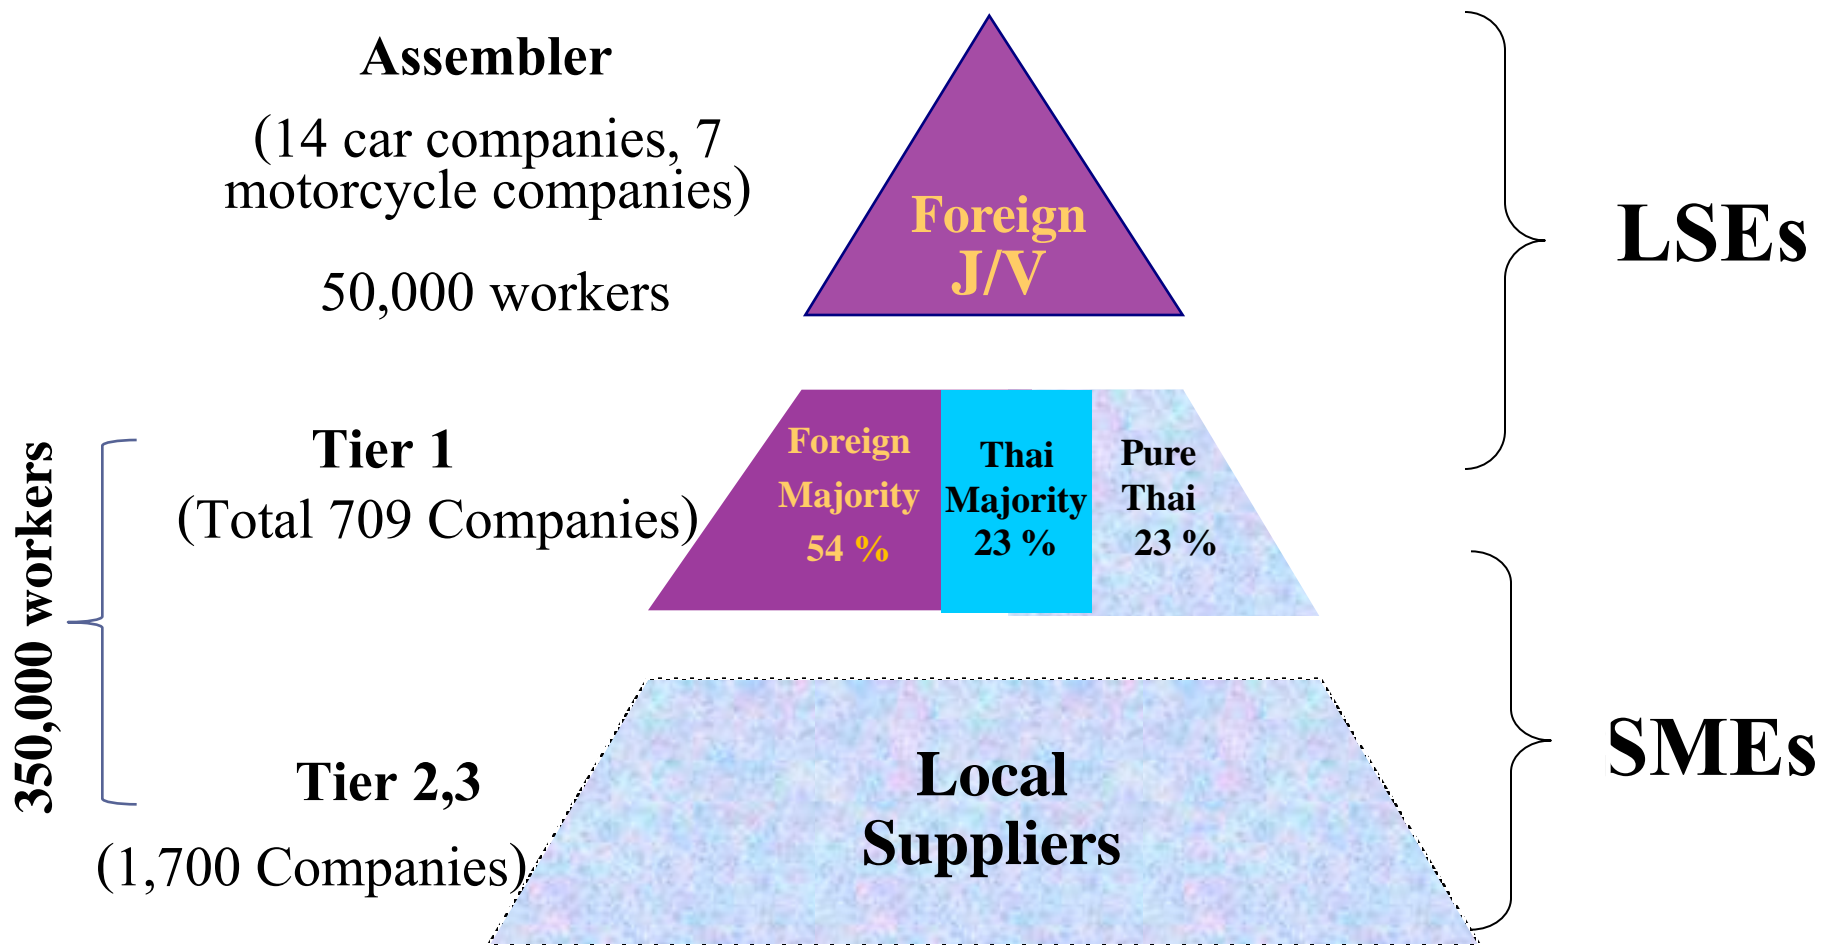 Assembler
(14 car companies, 7
motorcycle companies)
50,000 workers
Foreign
J/V
LSEs
350,000 workers
Tier 1
(Total 709 Companies)
Foreign
Majority
54 %
Thai
Majority
23 %
Pure
Thai
23 %
Tier 2,3
(1,700 Companies)
Local
Suppliers
SMEs